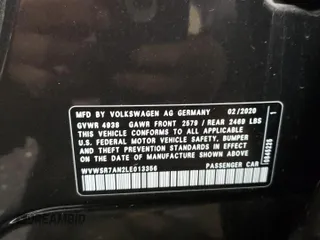 MFD. BY VOLKSWAGEN AG GERMANY 02/2020
GVWR 4938 GAWR FRONT 2579 / REAR 2469 LBS
THIS VEHICLE CONFORMS TO ALL APPLICABLE
U.S. FEDERAL MOTOR VEHICLE SAFETY, BUMPER
AND THEFT PREVENTION STANDARDS IN EFFECT
ON THE DATE OF MANUFACTURE SHOWN ABOVE
WVWSR7AN2LE013356 PASSENGER CAR
1